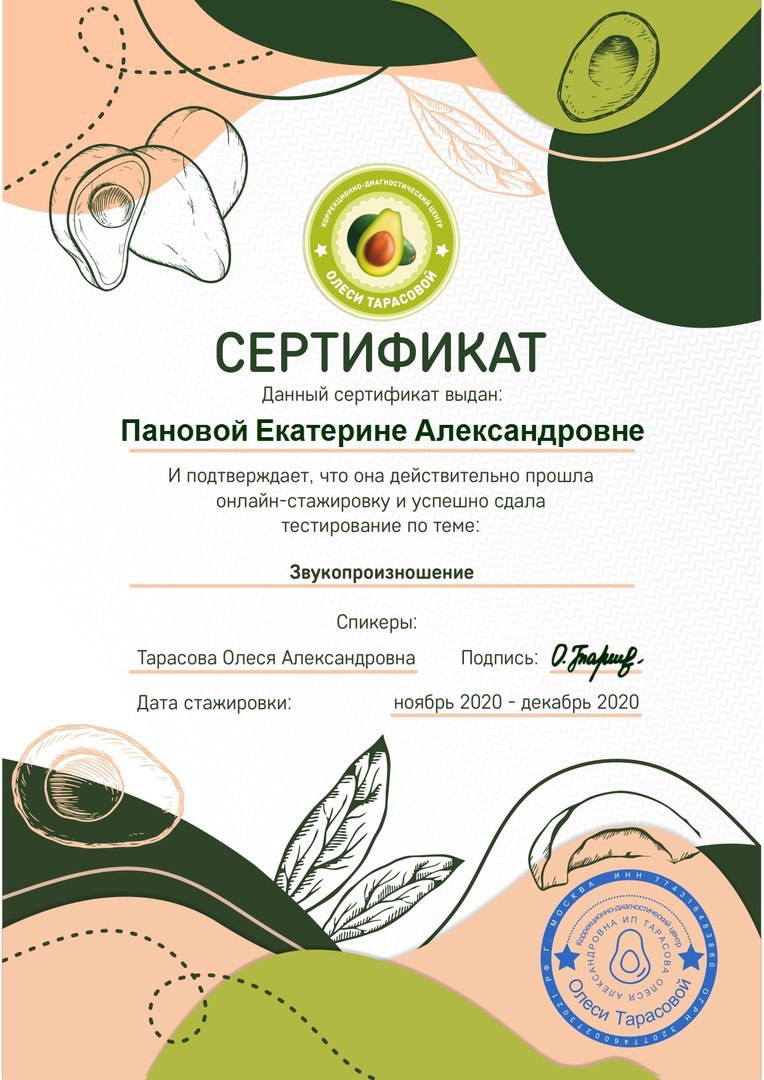 КОРРЕКЦИОННО-ДИАГНОСТИЧЕСКИЙ ЦЕНТР
ОЛЕСИ ТАРАСОВОЙ
СЕРТИФИКАТ
Данный сертификат выдан:
Пановой Екатерине Александровне
И подтверждает, что она действительно прошла
онлайн-стажировку и успешно сдала
тестирование по теме:
Звукопроизношение
Спикеры:
Тарасова Олеся Александровна Подпись:
Дата стажировки: ноябрь 2020 - декабрь 2020
РФ Г. МОСКВА ИНН 774316483860 ОГРН 320774600273021
Коррекционно-диагностический центр
ИП ТАРАСОВА ОЛЕСЯ АЛЕКСАНДРОВНА
Олеси Тарасовой